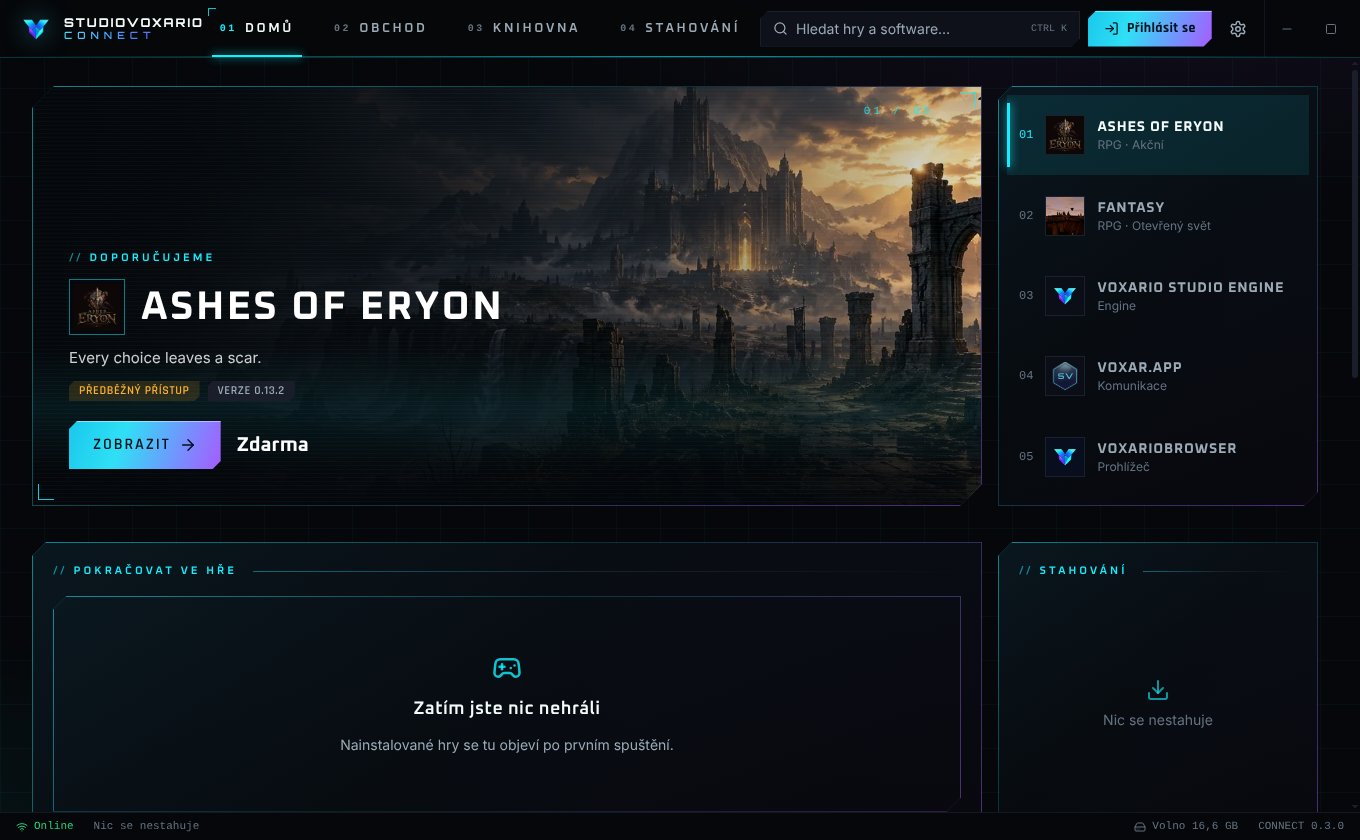 STUDIOVOXARIO
CONNECT
01 DOMŮ
02 OBCHOD
03 KNIHOVNA
04 STAHOVÁNÍ
Hledat hry a software...
CTRL K
Přihlásit se
// DOPORUČUJEME
ASHES OF ERYON
Every choice leaves a scar.
PŘEDBĚŽNÝ PŘÍSTUP
VERZE 0.13.2
ZOBRAZIT
Zdarma
01
ASHES OF ERYON
RPG · Akční
02
FANTASY
RPG · Otevřený svět
03
VOXARIO STUDIO ENGINE
Engine
04
SV
VOXAR.APP
Komunikace
05
VOXARIOBROWSER
Prohlížeč
// POKRAČOVAT VE HŘE
Zatím jste nic nehráli
Nainstalované hry se tu objeví po prvním spuštění.
// STAHOVÁNÍ
Nic se nestahuje
Online
Nic se nestahuje
Volno 16,6 GB
CONNECT 0.3.0